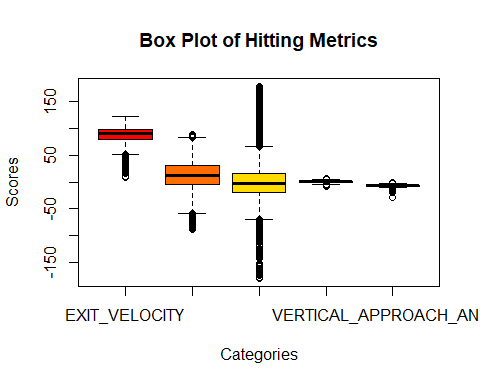 Box Plot of Hitting Metrics
Scores
150
50
-50
-150
EXIT_VELOCITY
VERTICAL_APPROACH_AN
Categories